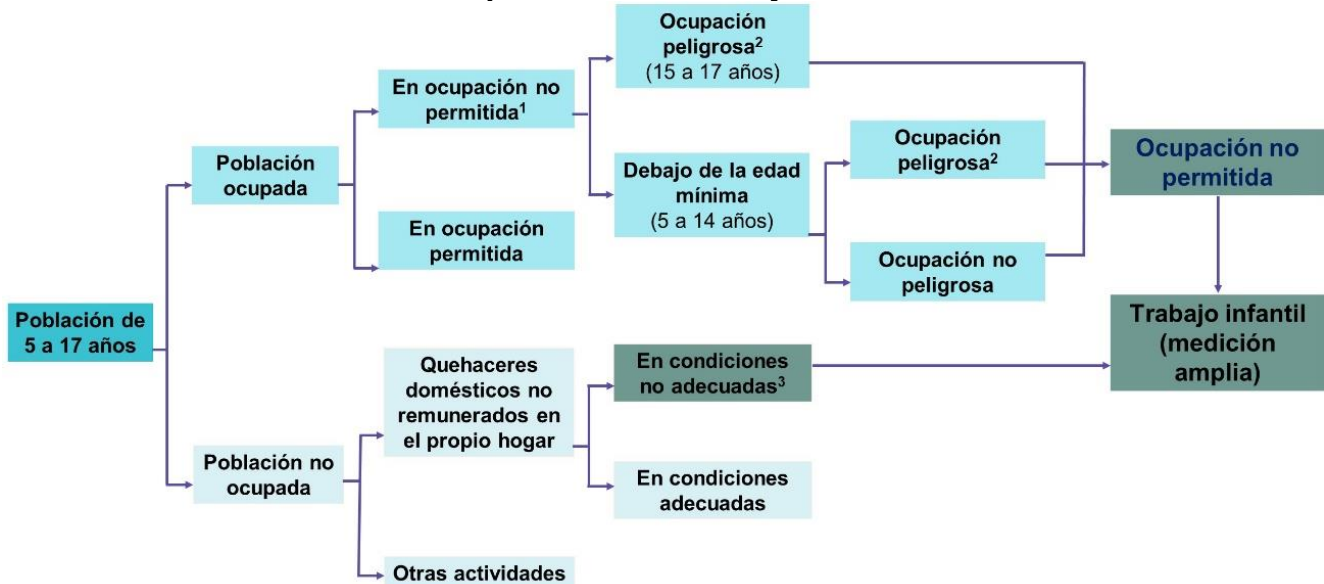 Ocupación
peligrosa²
(15 a 17 años)
En ocupación no
permitida¹
Ocupación
peligrosa²
Ocupación no
permitida
Población
ocupada
Debajo de la edad
mínima
(5 a 14 años)
En ocupación
permitida
Ocupación no
peligrosa
Población de
5 a 17 años
Trabajo infantil
(medición
amplia)
Quehaceres
domésticos no
remunerados en
el propio hogar
En condiciones
no adecuadas³
Población no
ocupada
En condiciones
adecuadas
Otras actividades